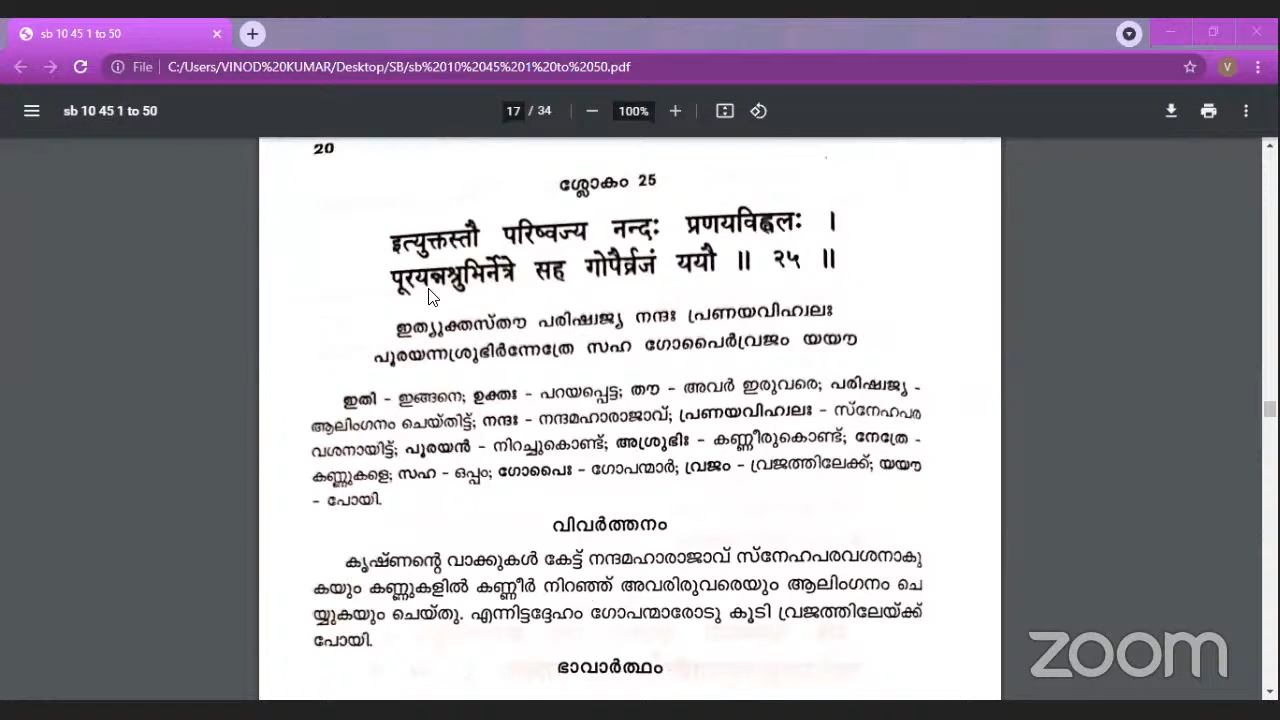 sb 10 45 1 to 50
File
C:/Users/VINOD%20KUMAR/Desktop/SB/sb%2010%2045%201%20to%2050.pdf
V
sb 10 45 1 to 50
17 / 34
100%
20
ശ്ലോകം 25
इत्युक्तस्तौ परिष्वज्य नन्दः प्रणयविह्वलः ।
पूरयन्नश्रुभिर्नेत्रे सह गोपैर्व्रजं ययौ ॥ २५ ॥
ഇത്യുക്തസ്തൗ പരിഷ്വജ്യ നന്ദഃ പ്രണയവിഹ്വലഃ
പൂരയന്നശ്രുഭിർന്നേത്രേ സഹ ഗോപൈർവ്രജം യയൗ
ഇതി - ഇങ്ങനെ; ഉക്തഃ - പറയപ്പെട്ട; തൗ - അവർ ഇരുവരെ; പരിഷ്വജ്യ -
ആലിംഗനം ചെയ്തിട്ട്; നന്ദഃ - നന്ദമഹാരാജാവ്; പ്രണയവിഹ്വലഃ - സ്നേഹപര
വശനായിട്ട്; പൂരയൻ - നിറച്ചുകൊണ്ട്; അശ്രുഭിഃ - കണ്ണീരുകൊണ്ട്; നേത്രേ -
കണ്ണുകളെ; സഹ - ഒപ്പം; ഗോപൈഃ - ഗോപന്മാർ; വ്രജം - വ്രജത്തിലേക്ക്; യയൗ
- പോയി.
വിവർത്തനം
കൃഷ്ണന്റെ വാക്കുകൾ കേട്ട് നന്ദമഹാരാജാവ് സ്നേഹപരവശനാകു
കയും കണ്ണുകളിൽ കണ്ണീർ നിറഞ്ഞ് അവരിരുവരെയും ആലിംഗനം ചെ
യ്യുകയും ചെയ്തു. എന്നിട്ടദ്ദേഹം ഗോപന്മാരോടു കൂടി വ്രജത്തിലേയ്ക്ക്
പോയി.
ഭാവാർത്ഥം
zoom